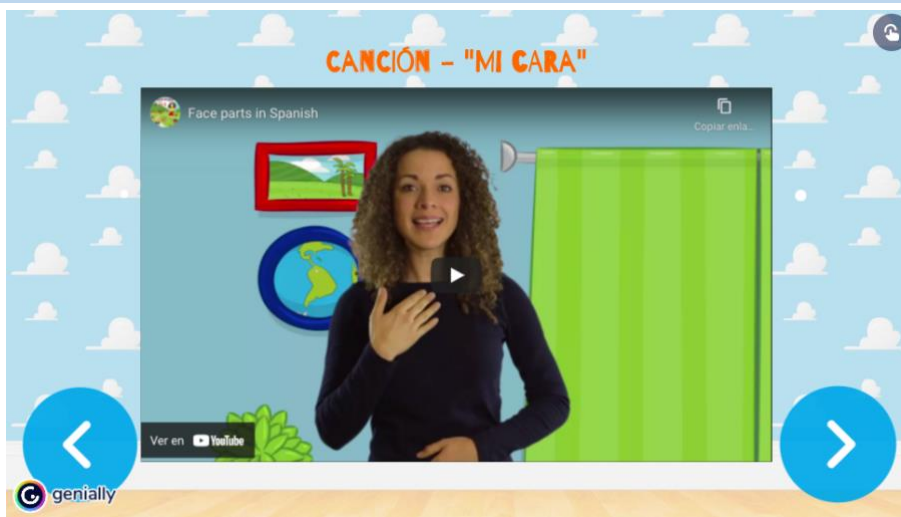 CANCIÓN - "MI CARA"
Face parts in Spanish
Copiar enla...
Ver en YouTube
genially